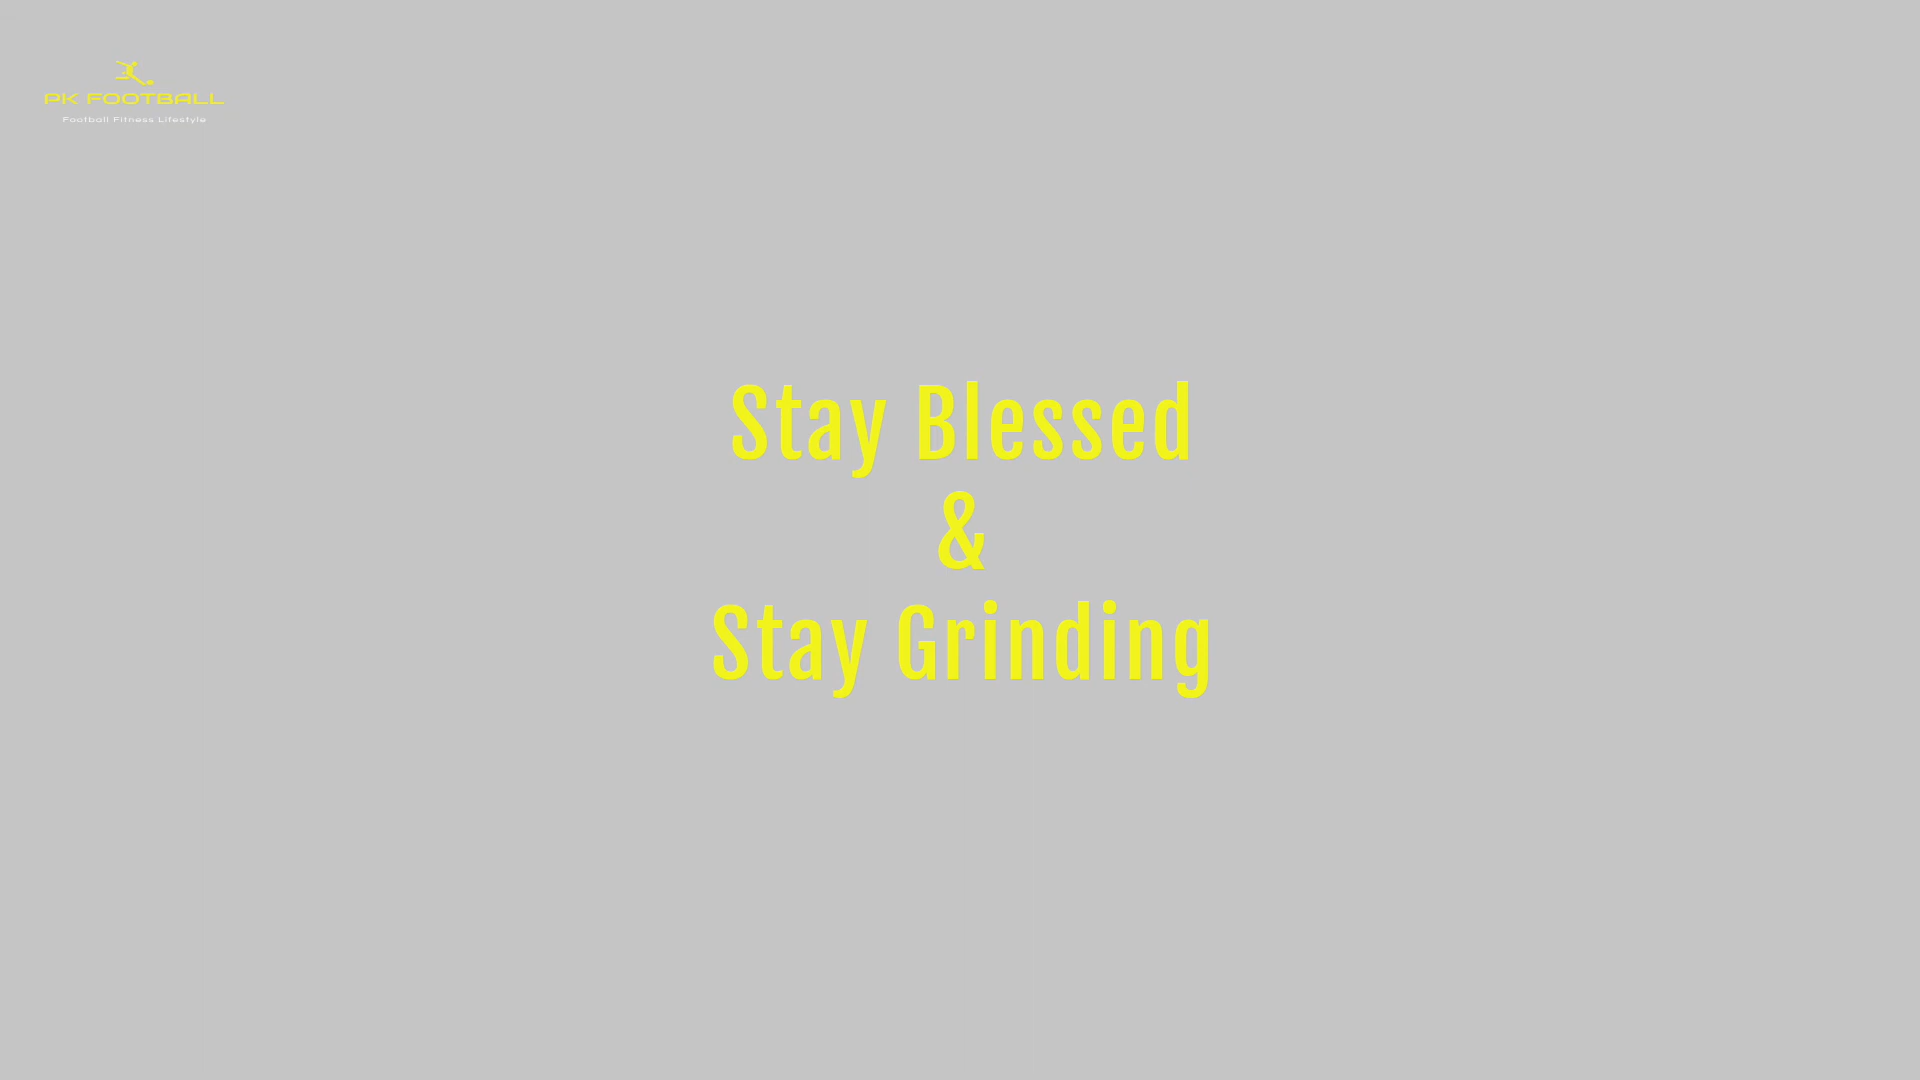 PK FOOTBALL
Football Fitness Lifestyle
Stay Blessed
&
Stay Grinding